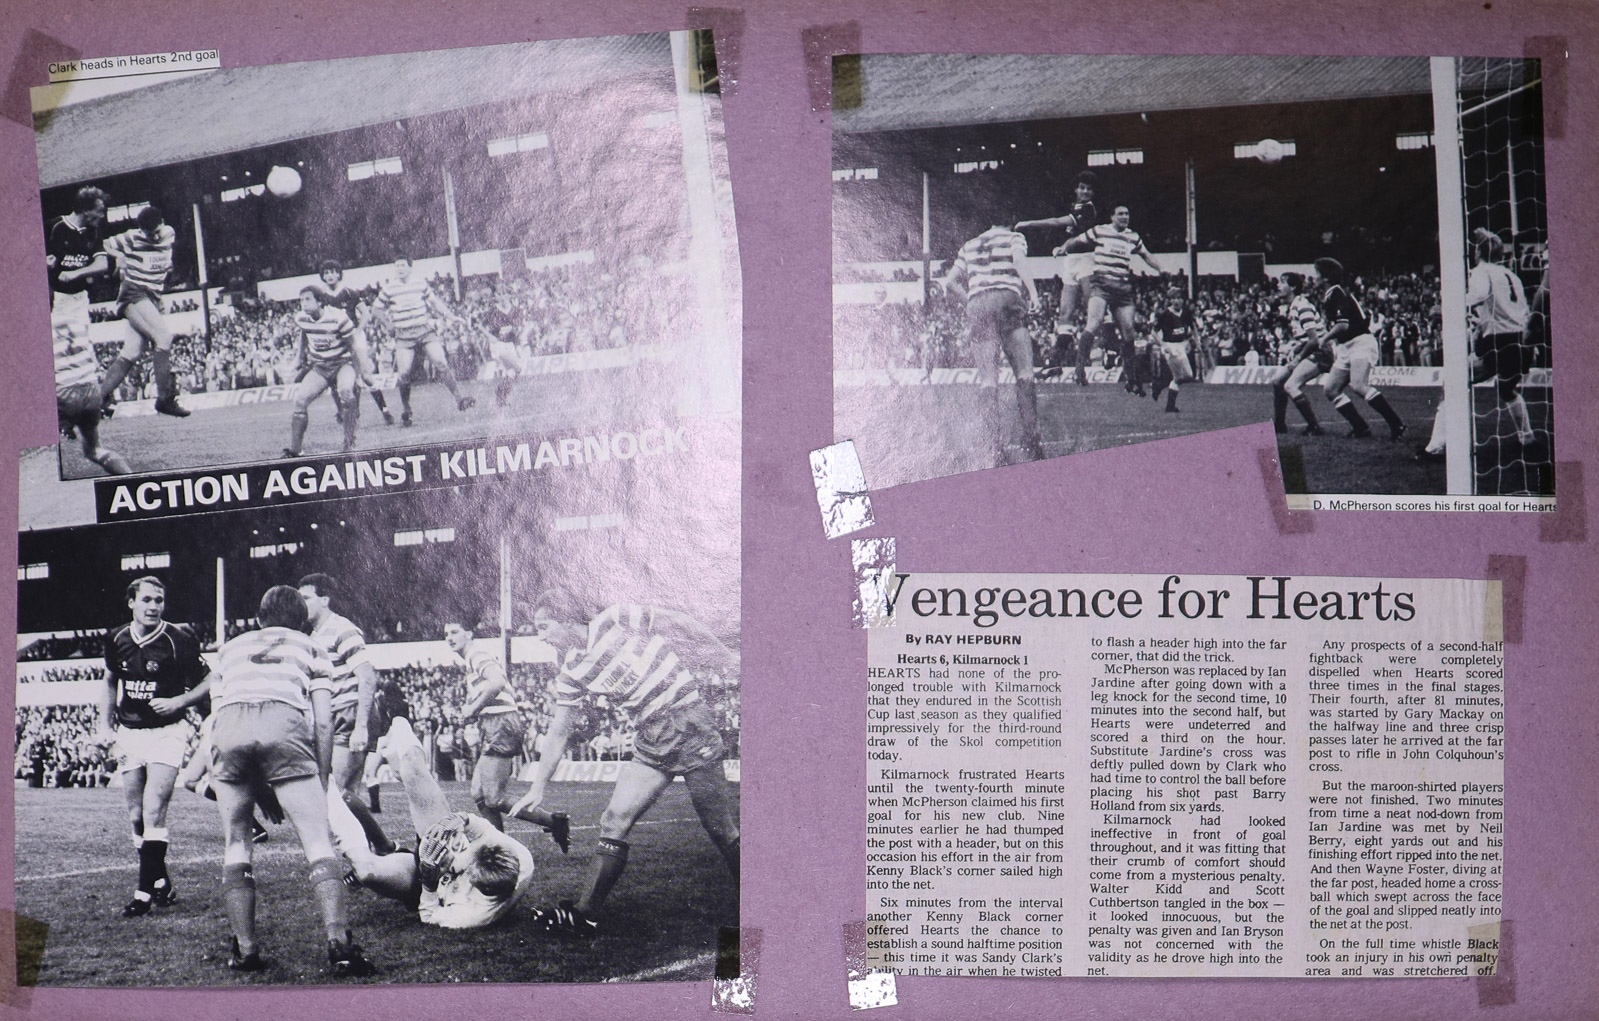 Clark heads in Hearts 2nd goal
CIS
ACTION AGAINST KILMARNOCK
2
mita
D. McPherson scores his first goal for Hearts
Vengeance for Hearts
By RAY HEPBURN
Hearts 6, Kilmarnock 1
HEARTS had none of the pro-
longed trouble with Kilmarnock
that they endured in the Scottish
Cup last season as they qualified
impressively for the third-round
draw of the Skol competition
today.
Kilmarnock frustrated Hearts
until the twenty-fourth minute
when McPherson claimed his first
goal for his new club. Nine
minutes earlier he had thumped
the post with a header, but on this
occasion his effort in the air from
Kenny Black's corner sailed high
into the net.
Six minutes from the interval
another Kenny Black corner
offered Hearts the chance to
establish a sound halftime position
— this time it was Sandy Clark's
ability in the air when he twisted
to flash a header high into the far
corner, that did the trick.
McPherson was replaced by Ian
Jardine after going down with a
leg knock for the second time, 10
minutes into the second half, but
Hearts were undeterred and
scored a third on the hour.
Substitute Jardine's cross was
deftly pulled down by Clark who
had time to control the ball before
placing his shot past Barry
Holland from six yards.
Kilmarnock had looked
ineffective in front of goal
throughout, and it was fitting that
their crumb of comfort should
come from a mysterious penalty.
Walter Kidd and Scott
Cuthbertson tangled in the box —
it looked innocuous, but the
penalty was given and Ian Bryson
was not concerned with the
validity as he drove high into the
net.
Any prospects of a second-half
fightback were completely
dispelled when Hearts scored
three times in the final stages.
Their fourth, after 81 minutes,
was started by Gary Mackay on
the halfway line and three crisp
passes later he arrived at the far
post to rifle in John Colquhoun's
cross.
But the maroon-shirted players
were not finished. Two minutes
from time a neat nod-down from
Ian Jardine was met by Neil
Berry, eight yards out and his
finishing effort ripped into the net.
And then Wayne Foster, diving at
the far post, headed home a cross-
ball which swept across the face
of the goal and slipped neatly into
the net at the post.
On the full time whistle Black
took an injury in his own penalty
area and was stretchered off.